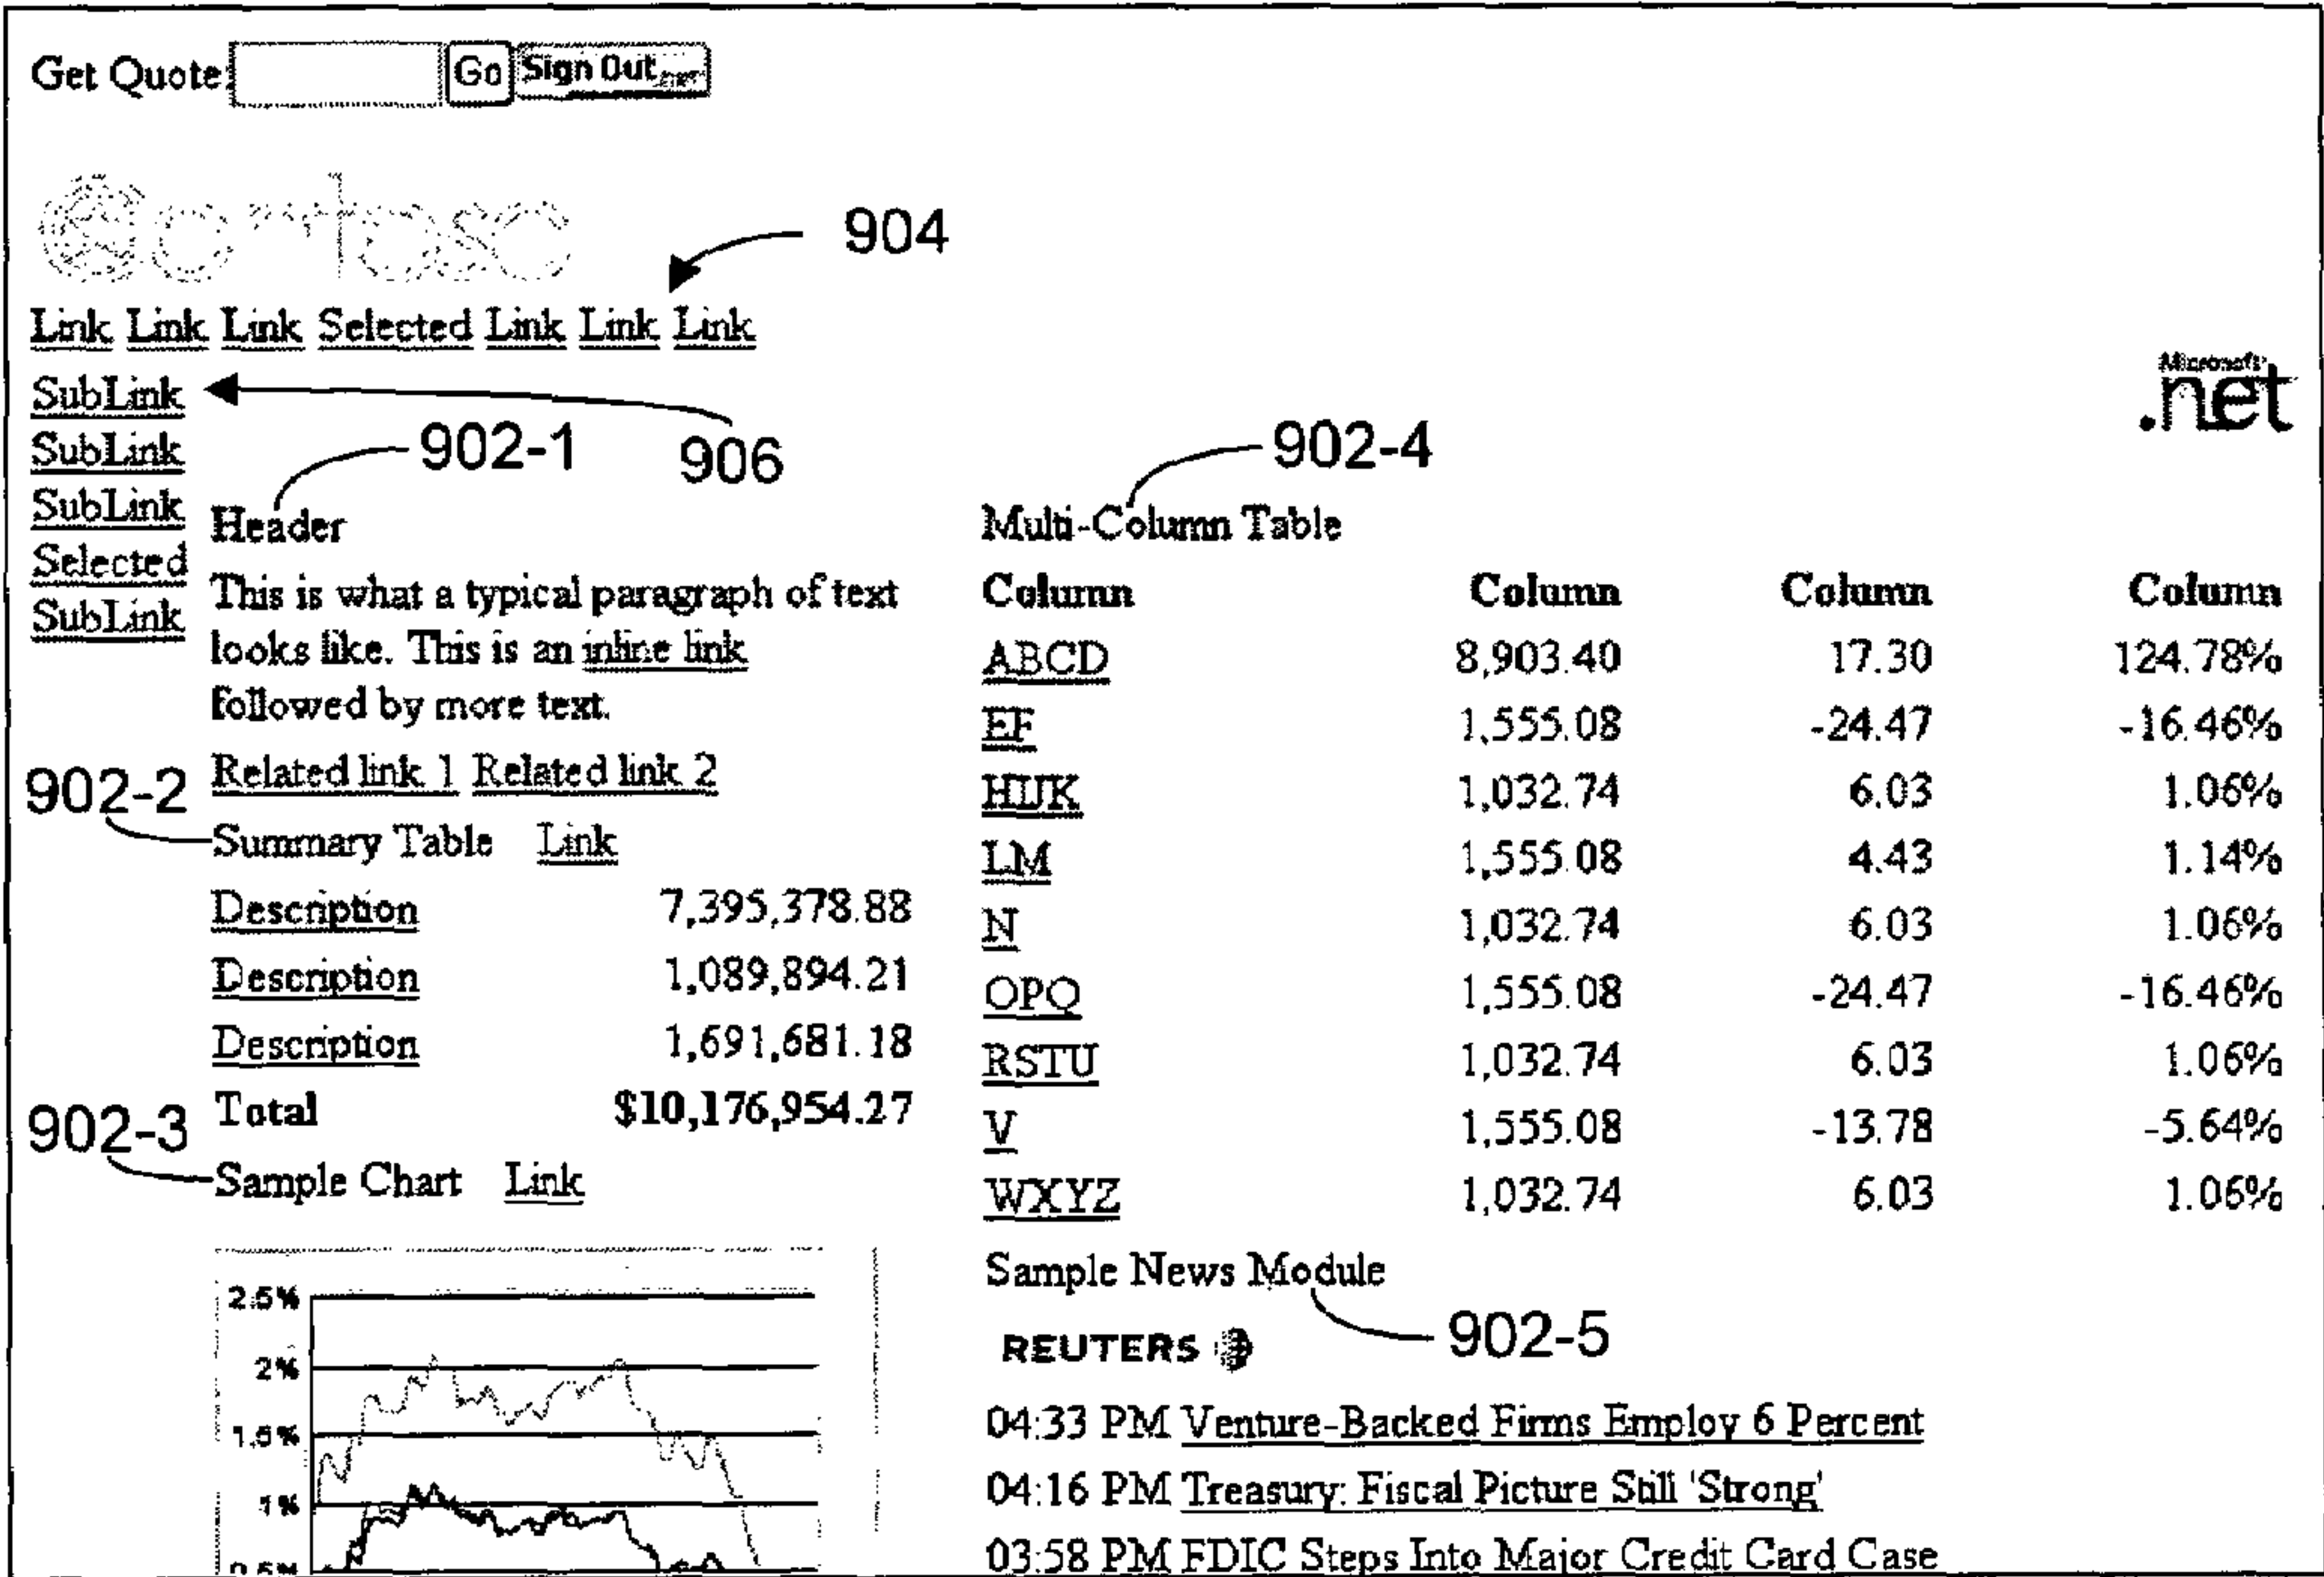 Get Quote: Go Sign Out .net
904
Link Link Link Selected Link Link Link
SubLink
SubLink
SubLink
Selected
SubLink
906
Microsoft
.net
902-1
Header
This is what a typical paragraph of text
looks like. This is an inline link
followed by more text.
Related link 1 Related link 2
902-2
Summary Table Link
Description 7,395,378.88
Description 1,089,894.21
Description 1,691,681.18
Total $10,176,954.27
902-3
Sample Chart Link
2.5%
2%
1.5%
1%
0.5%
902-4
Multi-Column Table
Column Column Column Column
ABCD 8,903.40 17.30 124.78%
EF 1,555.08 -24.47 -16.46%
HIJK 1,032.74 6.03 1.06%
LM 1,555.08 4.43 1.14%
N 1,032.74 6.03 1.06%
OPQ 1,555.08 -24.47 -16.46%
RSTU 1,032.74 6.03 1.06%
V 1,555.08 -13.78 -5.64%
WXYZ 1,032.74 6.03 1.06%
Sample News Module
902-5
REUTERS
04:33 PM Venture-Backed Firms Employ 6 Percent
04:16 PM Treasury: Fiscal Picture Still 'Strong'
03:58 PM FDIC Steps Into Major Credit Card Case